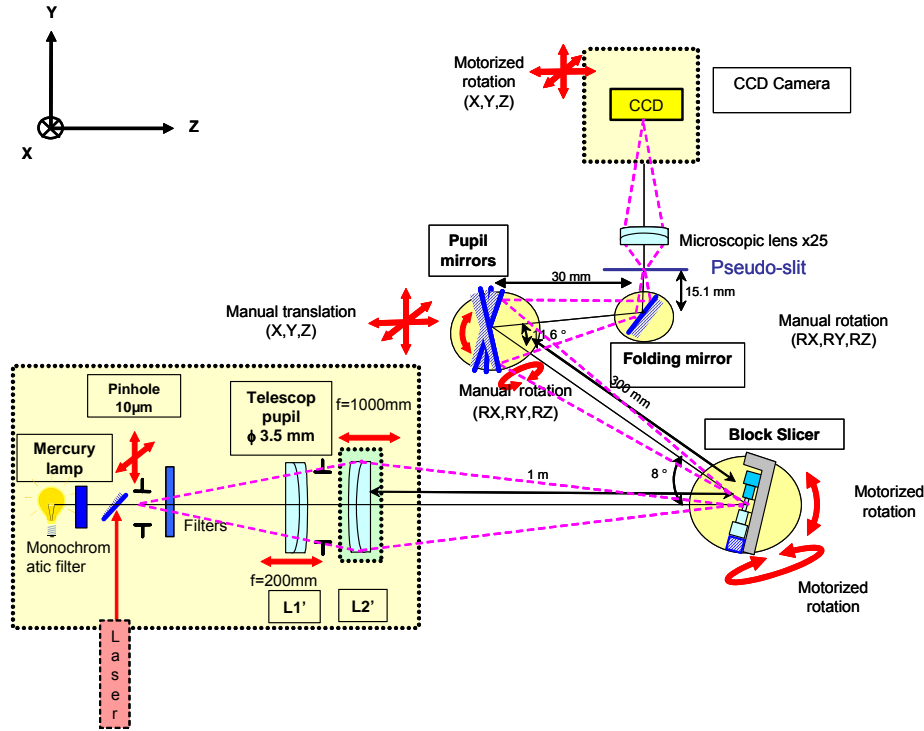 Y
Z
X
Motorized
rotation
(X,Y,Z)
CCD
CCD Camera
Microscopic lens x25
Pseudo-slit
15.1 mm
Pupil
mirrors
30 mm
Manual translation
(X,Y,Z)
11.6 °
Folding mirror
Manual rotation
(RX,RY,RZ)
300 mm
Manual rotation
(RX,RY,RZ)
Block Slicer
8 °
1 m
Motorized
rotation
Motorized
rotation
Pinhole
10µm
Telescop
pupil
ϕ 3.5 mm
f=1000mm
Mercury
lamp
Filters
Monochrom
atic filter
f=200mm
L1'
L2'
L
a
s
e
r